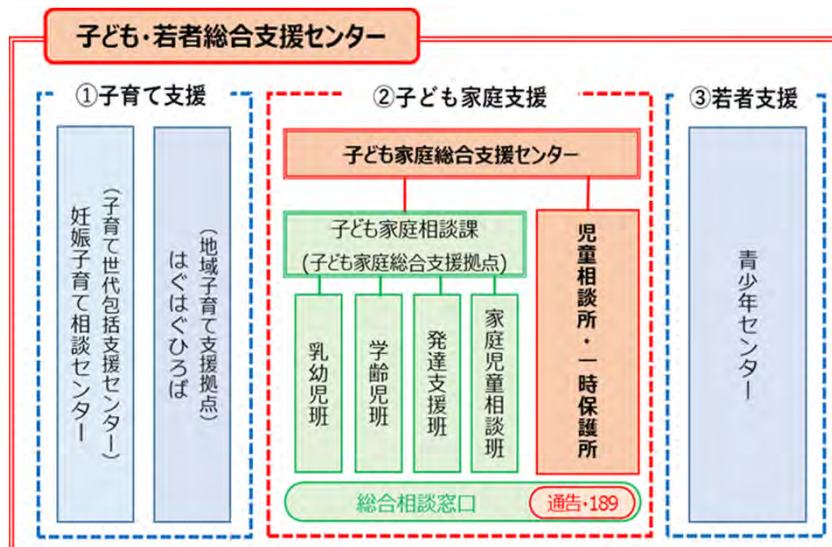 子ども・若者総合支援センター
①子育て支援
妊娠子育て相談センター
(子育て世代包括支援センター)
はぐはぐひろば
(地域子育て支援拠点)
②子ども家庭支援
子ども家庭総合支援センター
子ども家庭相談課
(子ども家庭総合支援拠点)
乳幼児班
学齢児班
発達支援班
家庭児童相談班
児童相談所・一時保護所
総合相談窓口
通告・189
③若者支援
青少年センター